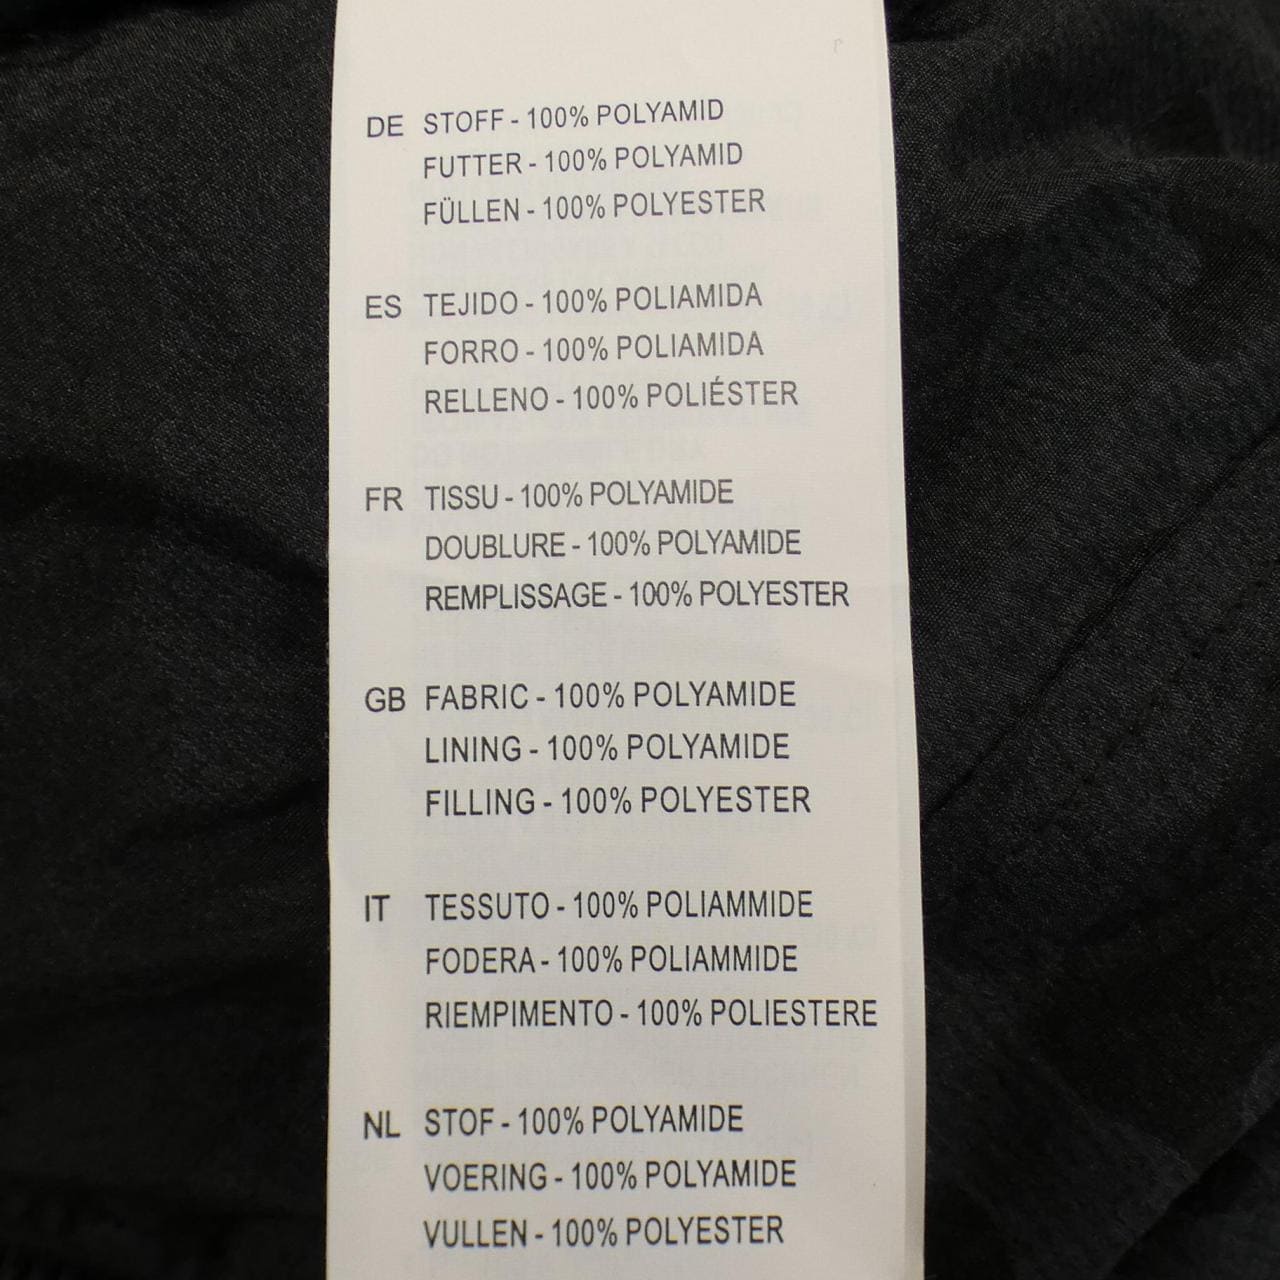 DE STOFF - 100% POLYAMID
FUTTER - 100% POLYAMID
FÜLLEN - 100% POLYESTER
ES TEJIDO - 100% POLIAMIDA
FORRO - 100% POLIAMIDA
RELLENO - 100% POLIÉSTER
FR TISSU - 100% POLYAMIDE
DOUBLURE - 100% POLYAMIDE
REMPLISSAGE - 100% POLYESTER
GB FABRIC - 100% POLYAMIDE
LINING - 100% POLYAMIDE
FILLING - 100% POLYESTER
IT TESSUTO - 100% POLIAMMIDE
FODERA - 100% POLIAMMIDE
RIEMPIMENTO - 100% POLIESTERE
NL STOF - 100% POLYAMIDE
VOERING - 100% POLYAMIDE
VULLEN - 100% POLYESTER